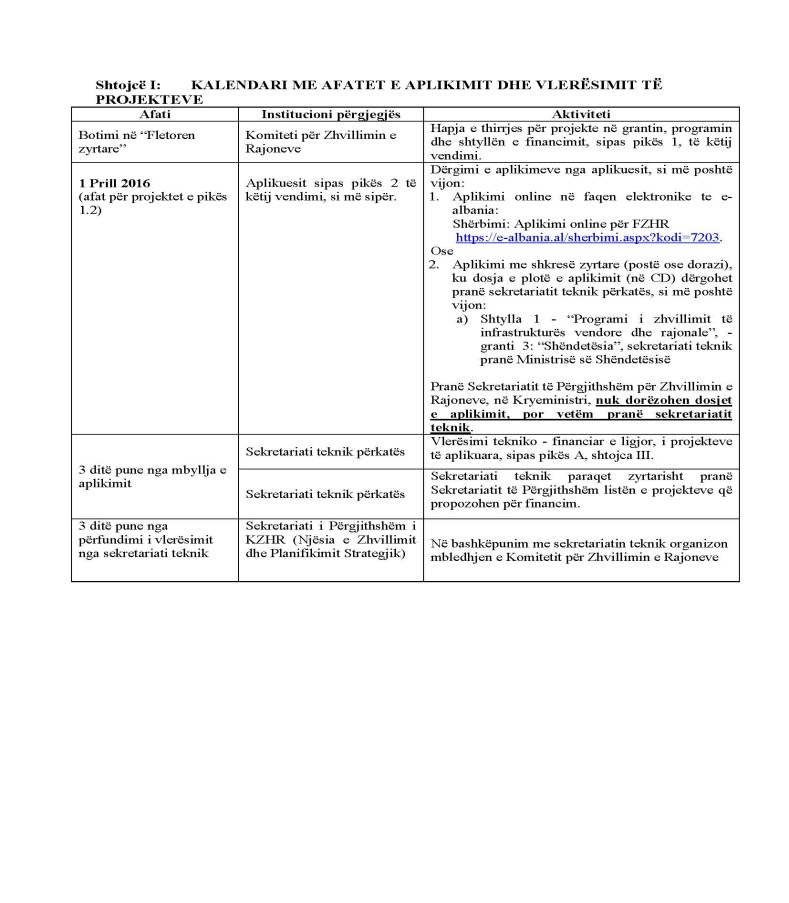 Shtojcë I: KALENDARI ME AFATET E APLIKIMIT DHE VLERËSIMIT TË
PROJEKTEVE
Afati Institucioni përgjegjës Aktiviteti
Botimi në “Fletoren
zyrtare”
Komiteti për Zhvillimin e
Rajoneve
Hapja e thirrjes për projekte në grantin, programin
dhe shtyllën e financimit, sipas pikës 1, të këtij
vendimi.
1 Prill 2016
(afat për projektet e pikës
1.2)
Aplikuesit sipas pikës 2 të
këtij vendimi, si më sipër.
Dërgimi e aplikimeve nga aplikuesit, si më poshtë
vijon:
1. Aplikimi online në faqen elektronike te e-
albania:
Shërbimi: Aplikimi online për FZHR
https://e-albania.al/sherbimi.aspx?kodi=7203.
Ose
2. Aplikimi me shkresë zyrtare (postë ose dorazi),
ku dosja e plotë e aplikimit (në CD) dërgohet
pranë sekretariatit teknik përkatës, si më poshtë
vijon:
a) Shtylla 1 - “Programi i zhvillimit të
infrastrukturës vendore dhe rajonale”, -
granti 3: “Shëndetësia”, sekretariati teknik
pranë Ministrisë së Shëndetësisë
Pranë Sekretariatit të Përgjithshëm për Zhvillimin e
Rajoneve, në Kryeministri, nuk dorëzohen dosjet
e aplikimit, por vetëm pranë sekretariatit
teknik.
3 ditë pune nga mbyllja e
aplikimit
Sekretariati teknik përkatës
Vlerësimi tekniko - financiar e ligjor, i projekteve
të aplikuara, sipas pikës A, shtojca III.
Sekretariati teknik përkatës
Sekretariati teknik paraqet zyrtarisht pranë
Sekretariatit të Përgjithshëm listën e projekteve që
propozohen për financim.
3 ditë pune nga
përfundimi i vlerësimit
nga sekretariati teknik
Sekretariati i Përgjithshëm i
KZHR (Njësia e Zhvillimit
dhe Planifikimit Strategjik)
Në bashkëpunim me sekretariatin teknik organizon
mbledhjen e Komitetit për Zhvillimin e Rajoneve